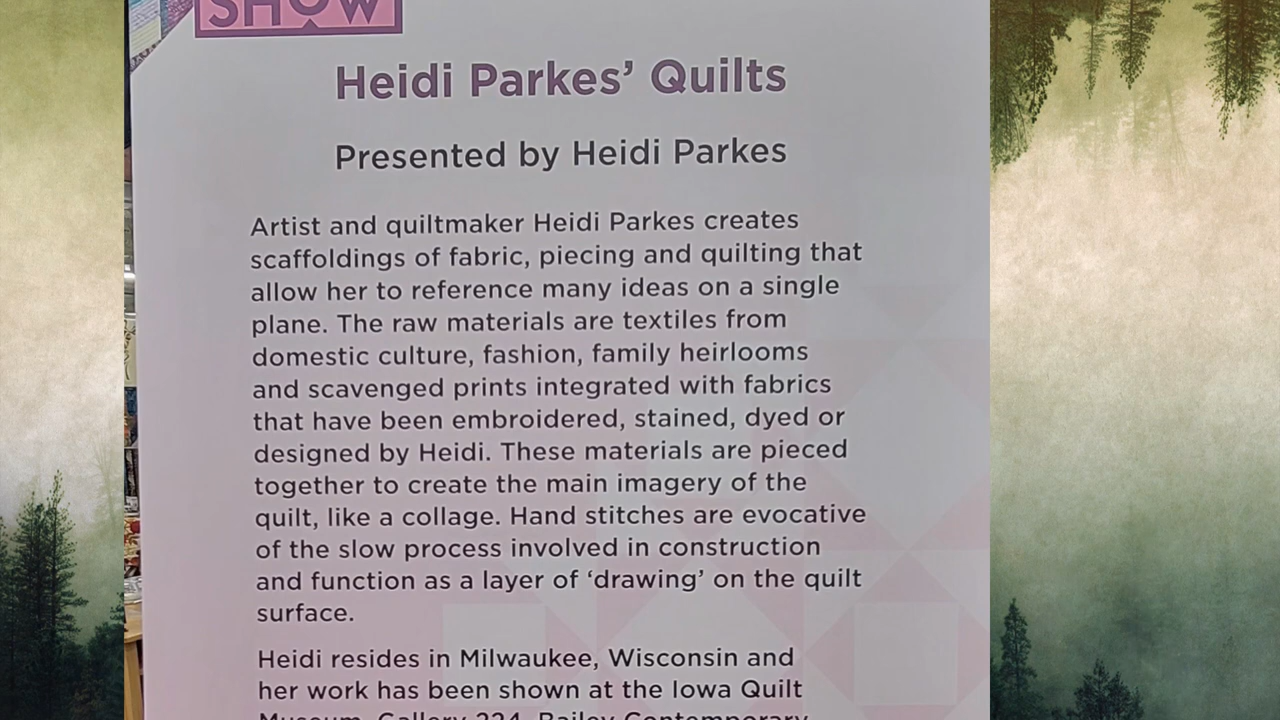 SHOW
Heidi Parkes’ Quilts
Presented by Heidi Parkes
Artist and quiltmaker Heidi Parkes creates
scaffoldings of fabric, piecing and quilting that
allow her to reference many ideas on a single
plane. The raw materials are textiles from
domestic culture, fashion, family heirlooms
and scavenged prints integrated with fabrics
that have been embroidered, stained, dyed or
designed by Heidi. These materials are pieced
together to create the main imagery of the
quilt, like a collage. Hand stitches are evocative
of the slow process involved in construction
and function as a layer of ‘drawing’ on the quilt
surface.
Heidi resides in Milwaukee, Wisconsin and
her work has been shown at the Iowa Quilt
Museum, Gallery 224, Bailey Contemporary